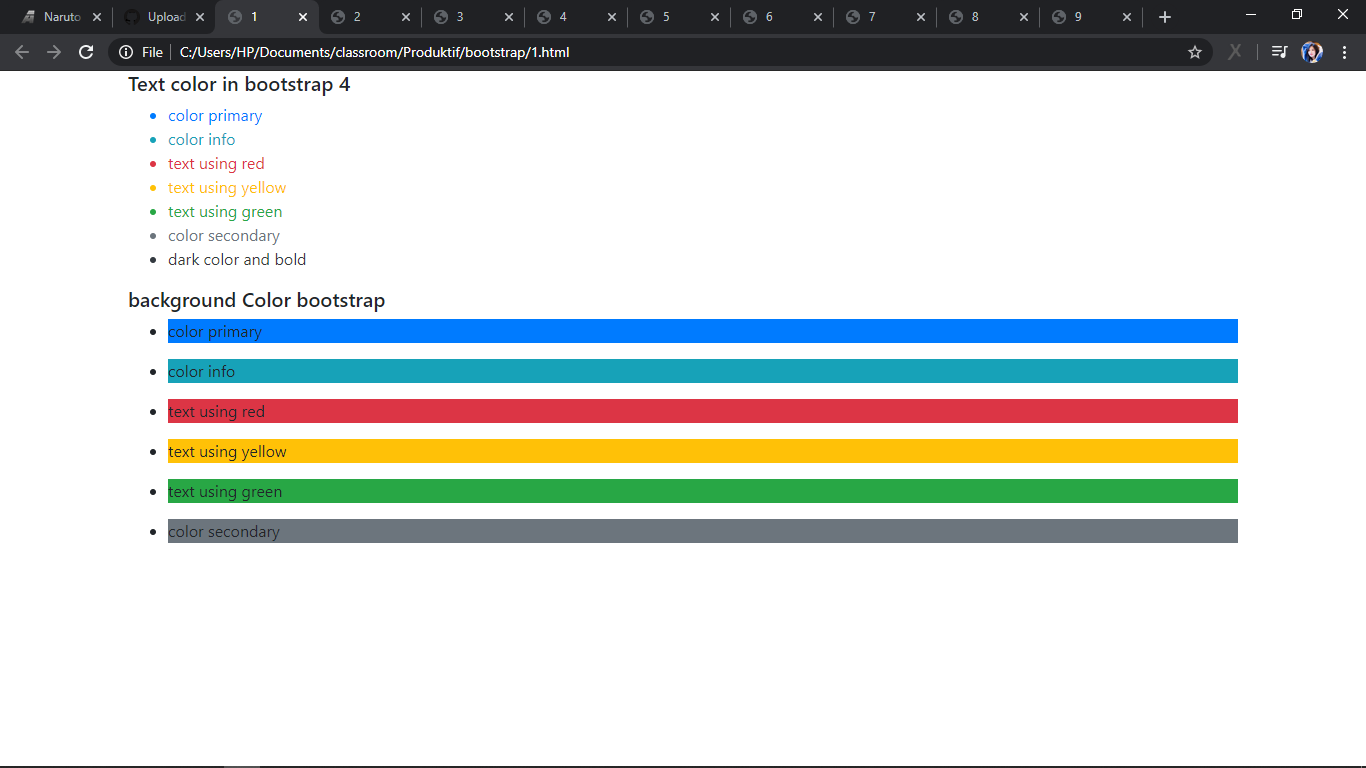 Naruto
Upload
1
2
3
4
5
6
7
8
9
File
C:/Users/HP/Documents/classroom/Produktif/bootstrap/1.html
Text color in bootstrap 4
color primary
color info
text using red
text using yellow
text using green
color secondary
dark color and bold
background Color bootstrap
color primary
color info
text using red
text using yellow
text using green
color secondary